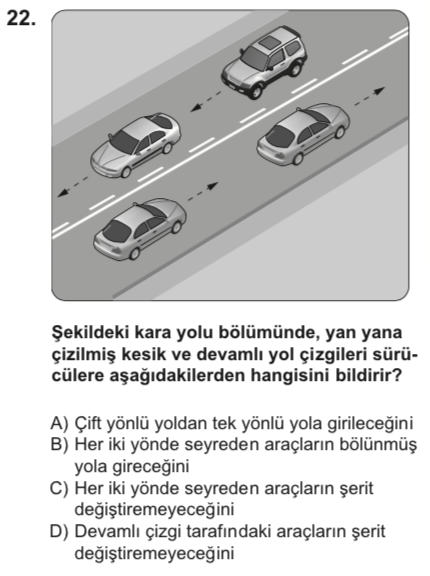 22.
Şekildeki kara yolu bölümünde, yan yana
çizilmiş kesik ve devamlı yol çizgileri sürü-
cülere aşağıdakilerden hangisini bildirir?
A) Çift yönlü yoldan tek yönlü yola girileceğini
B) Her iki yönde seyreden araçların bölünmüş
yola gireceğini
C) Her iki yönde seyreden araçların şerit
değiştiremeyeceğini
D) Devamlı çizgi tarafındaki araçların şerit
değiştiremeyeceğini